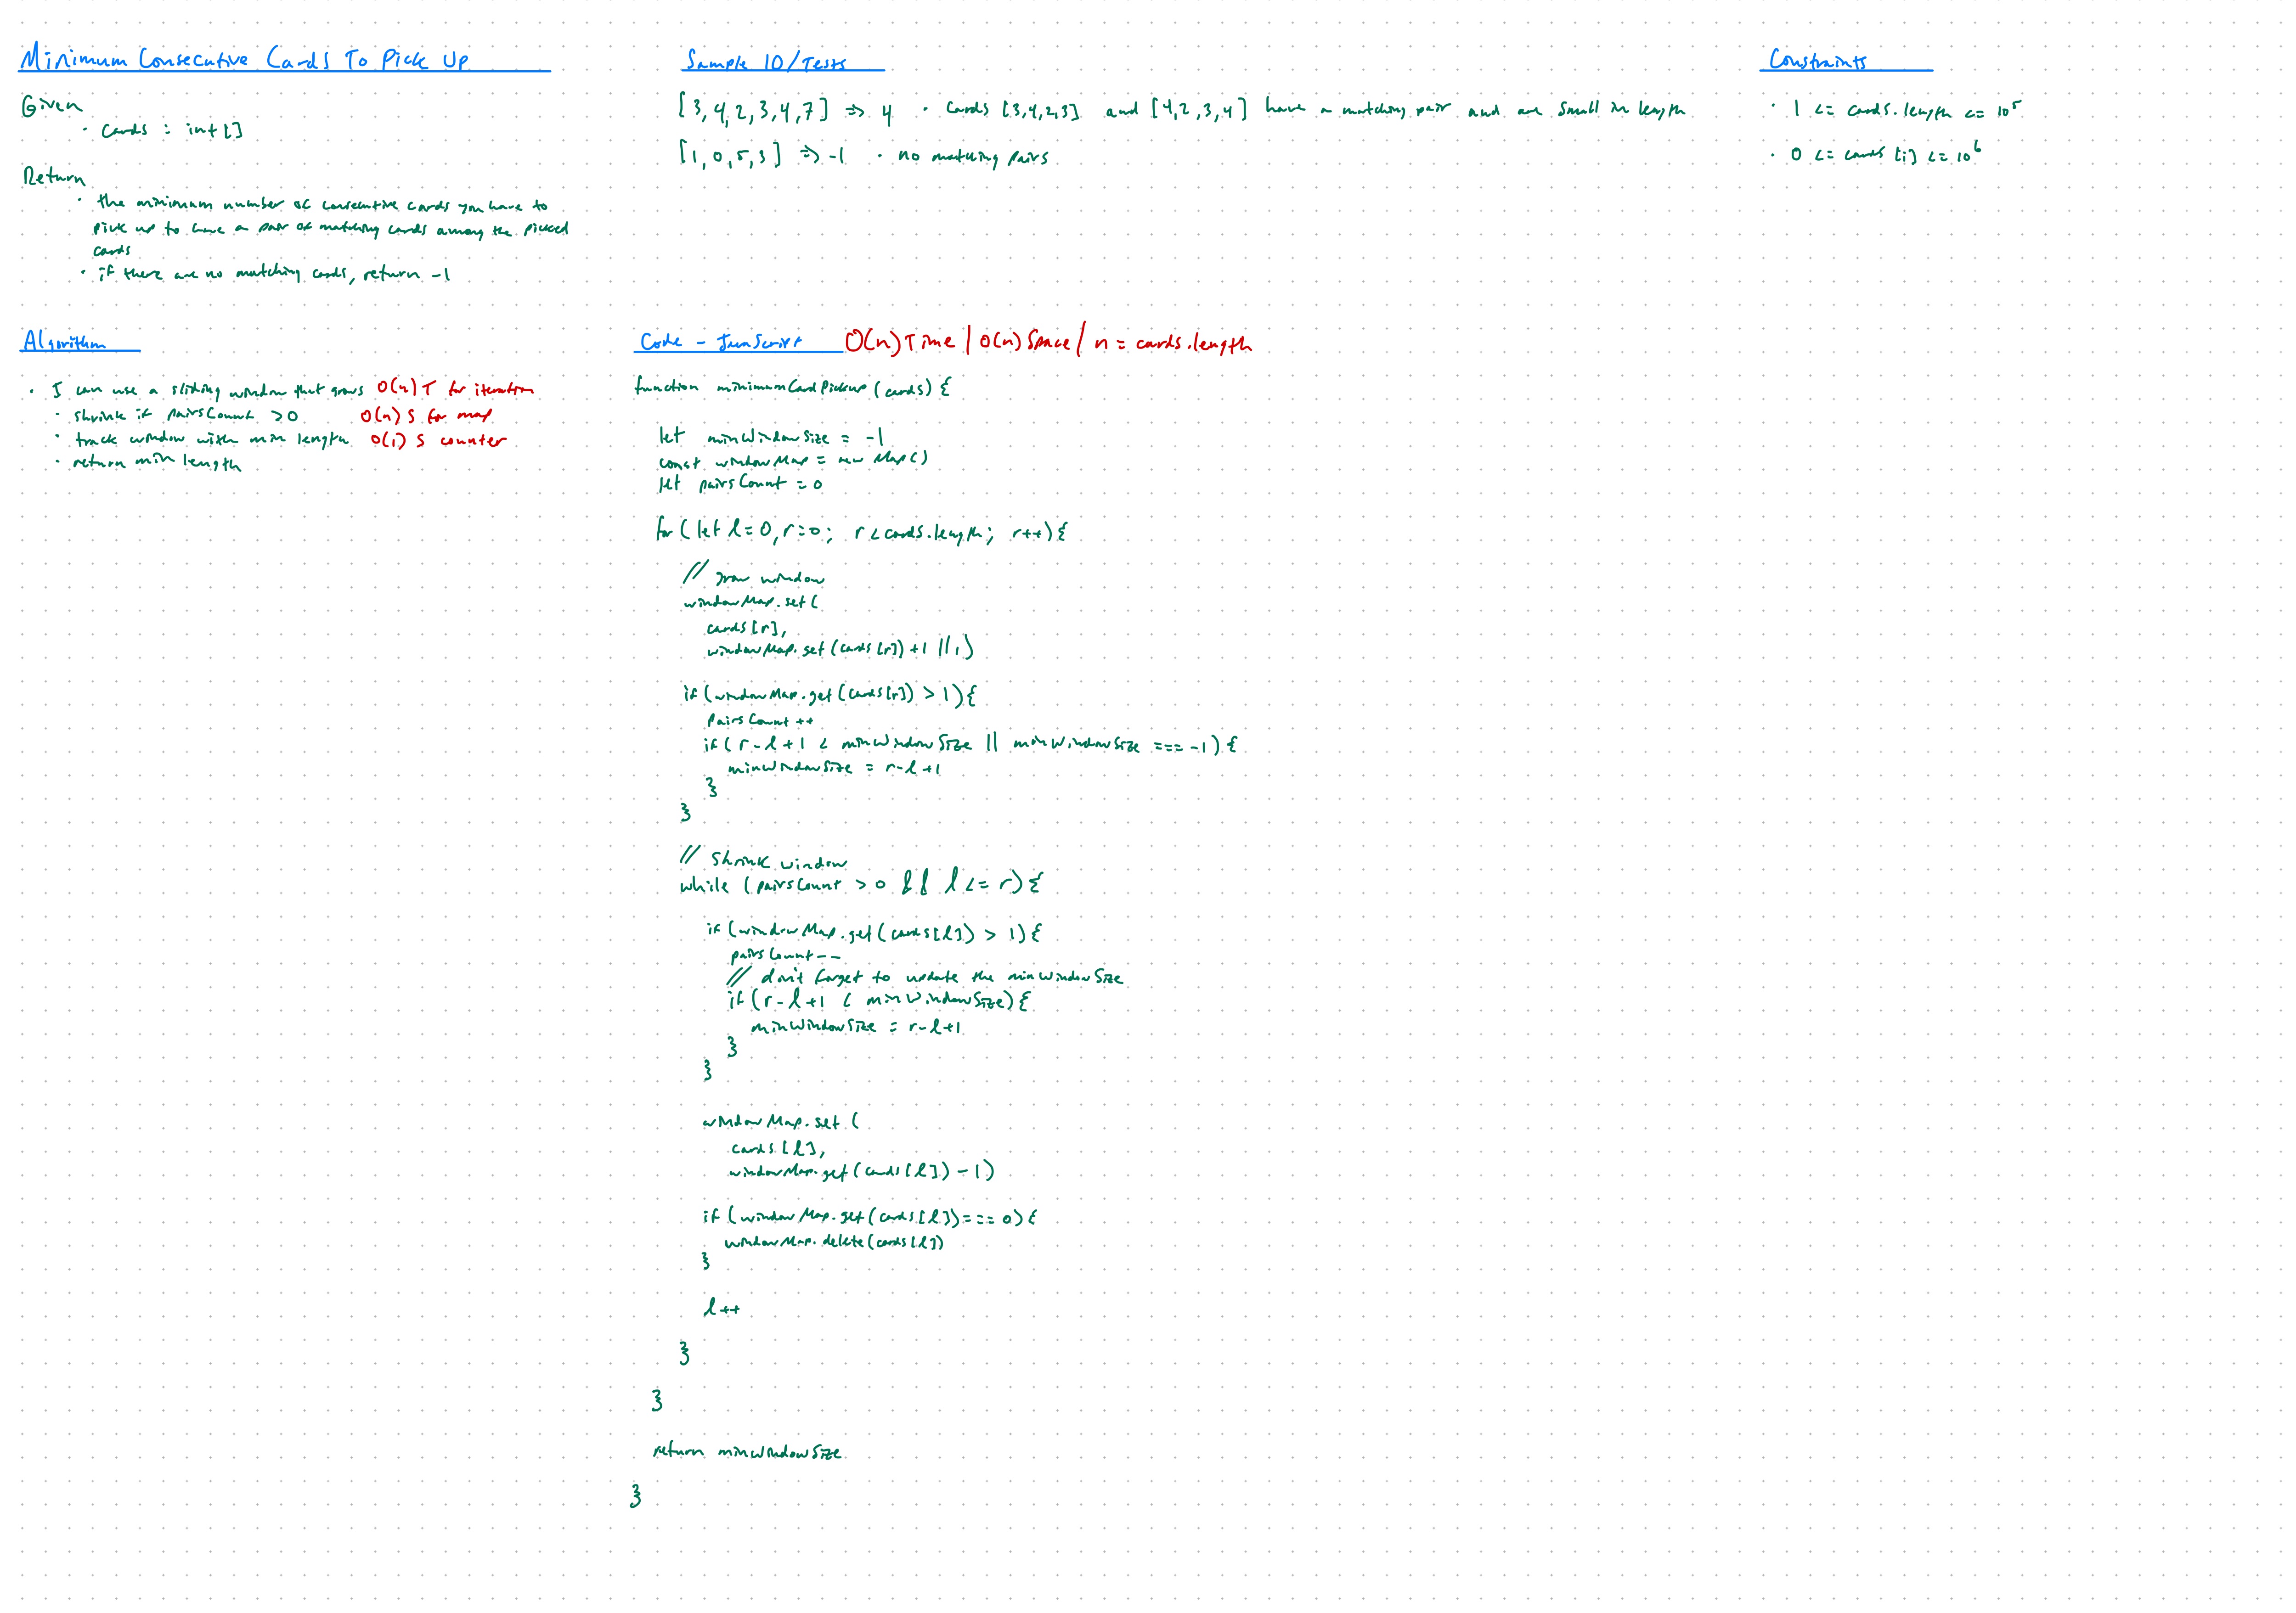 Minimum Consecutive Cards To Pick Up
Given
· cards : int[]
Return
· the minimum number of consecutive cards you have to
pick up to have a pair of matching cards among the picked
cards
· if there are no matching cards, return -1
Sample IO/Tests
[3,4,2,3,4,7] => 4 · cards [3,4,2,3] and [4,2,3,4] have a matching pair and are small in length
[1,0,5,3] => -1 · no matching pairs
Constraints
· 1 <= cards.length <= 10^5
· 0 <= cards[i] <= 10^6
Algorithm
· I can use a sliding window that grows O(n) T for iteration
· shrink if pairsCount > 0 O(n) S for map
· track window with min length O(1) S counter
· return min length
Code - JavaScript O(n) Time / O(n) Space / n = cards.length
function minimumCardPickup(cards) {
let minWindowSize = -1
const windowMap = new Map()
let pairsCount = 0
for (let l=0, r=0; r<cards.length; r++){
// grow window
windowMap.set(
cards[r],
windowMap.set(cards[r])+1 || 1)
if(windowMap.get(cards[r]) > 1){
pairsCount++
if(r-l+1 < minWindowSize || minWindowSize === -1){
minWindowSize = r-l+1
}
}
// shrink window
while (pairsCount > 0 && l <= r){
if(windowMap.get(cards[l]) > 1){
pairsCount--
// don't forget to update the minWindowSize
if(r-l+1 < minWindowSize){
minWindowSize = r-l+1
}
}
windowMap.set(
cards[l],
windowMap.get(cards[l])-1)
if(windowMap.get(cards[l])===0){
windowMap.delete(cards[l])
}
l++
}
}
return minWindowSize
}